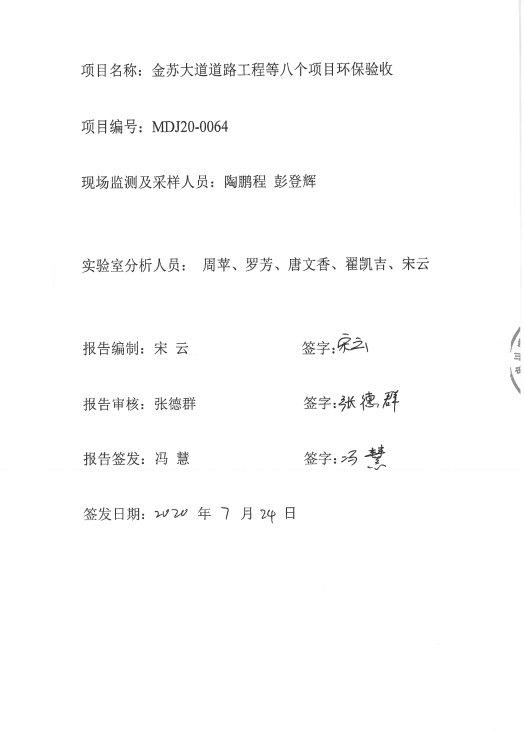 项目名称：金苏大道道路工程等八个项目环保验收
项目编号：MDJ20-0064
现场监测及采样人员：陶鹏程 彭登辉
实验室分析人员： 周苹、罗芳、唐文香、翟凯吉、宋云
报告编制：宋 云 签字：宋云
报告审核：张德群 签字：张德群
报告签发：冯 慧 签字：冯慧
签发日期：2020 年 7 月 24 日